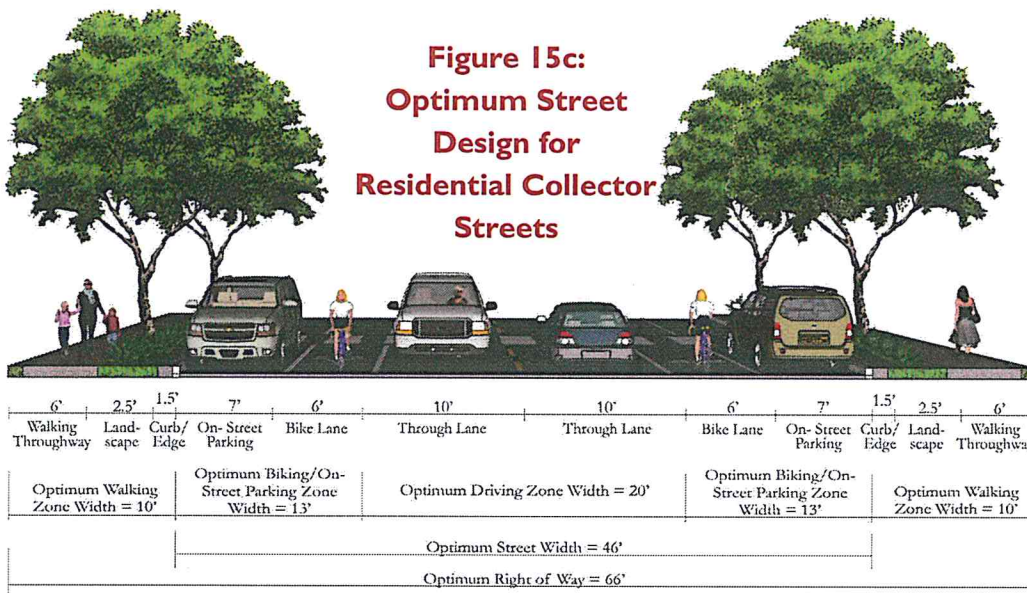 Figure 15c:
Optimum Street
Design for
Residential Collector
Streets
6' 2.5' 1.5' 7' 6' 10' 10' 6' 7' 1.5' 2.5' 6'
Walking Throughway
Land-scape
Curb/Edge
On- Street Parking
Bike Lane
Through Lane
Through Lane
Bike Lane
On- Street Parking
Curb/Edge
Land-scape
Walking Throughwa
Optimum Walking
Zone Width = 10'
Optimum Biking/On-
Street Parking Zone
Width = 13'
Optimum Driving Zone Width = 20'
Optimum Biking/On-
Street Parking Zone
Width = 13'
Optimum Walking
Zone Width = 10'
Optimum Street Width = 46'
Optimum Right of Way = 66'